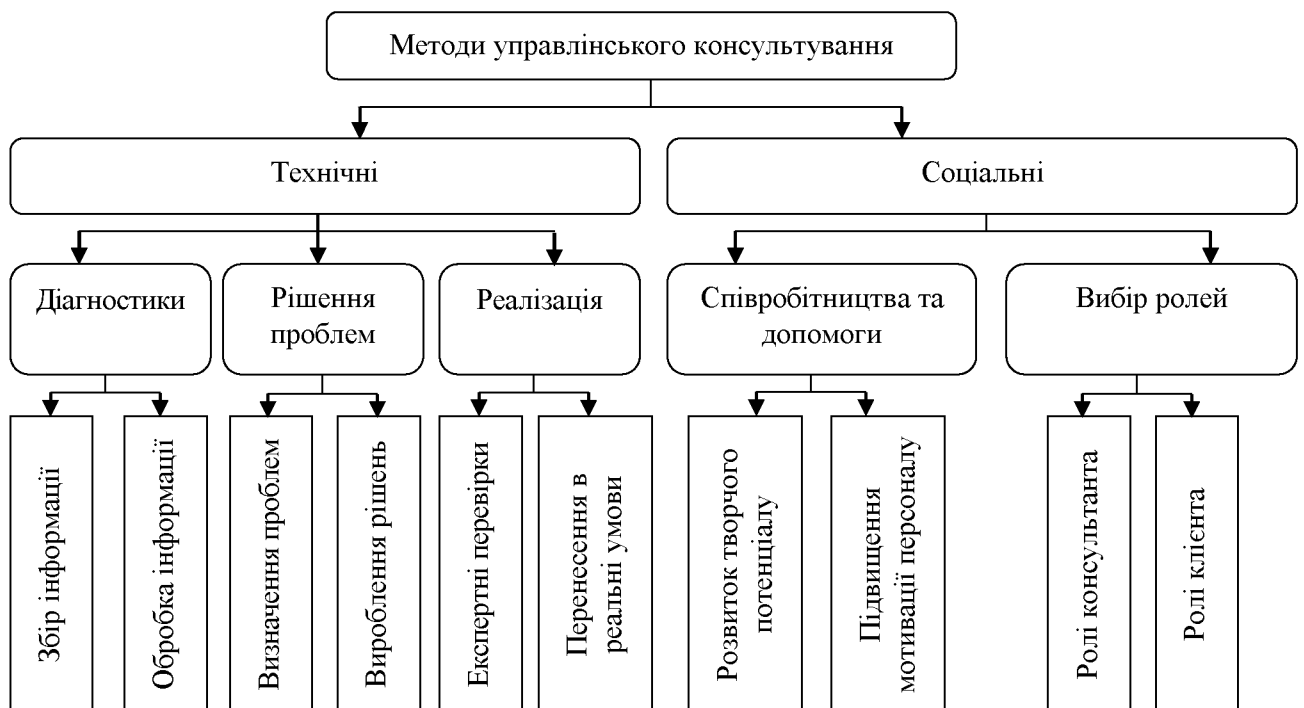 Методи управлінського консультування
Технічні
Соціальні
Діагностики
Рішення
проблем
Реалізація
Співробітництва та
допомоги
Вибір ролей
Збір інформації
Обробка інформації
Визначення проблем
Вироблення рішень
Експертні перевірки
Перенесення в
реальні умови
Розвиток творчого
потенціалу
Підвищення
мотивації персоналу
Ролі консультанта
Ролі клієнта